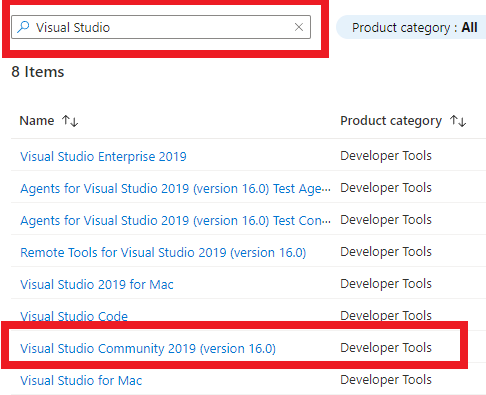 Visual Studio
Product category : All
8 Items
Name Product category
Visual Studio Enterprise 2019 Developer Tools
Agents for Visual Studio 2019 (version 16.0) Test Age... Developer Tools
Agents for Visual Studio 2019 (version 16.0) Test Con... Developer Tools
Remote Tools for Visual Studio 2019 (version 16.0) Developer Tools
Visual Studio 2019 for Mac Developer Tools
Visual Studio Code Developer Tools
Visual Studio Community 2019 (version 16.0) Developer Tools
Visual Studio for Mac Developer Tools